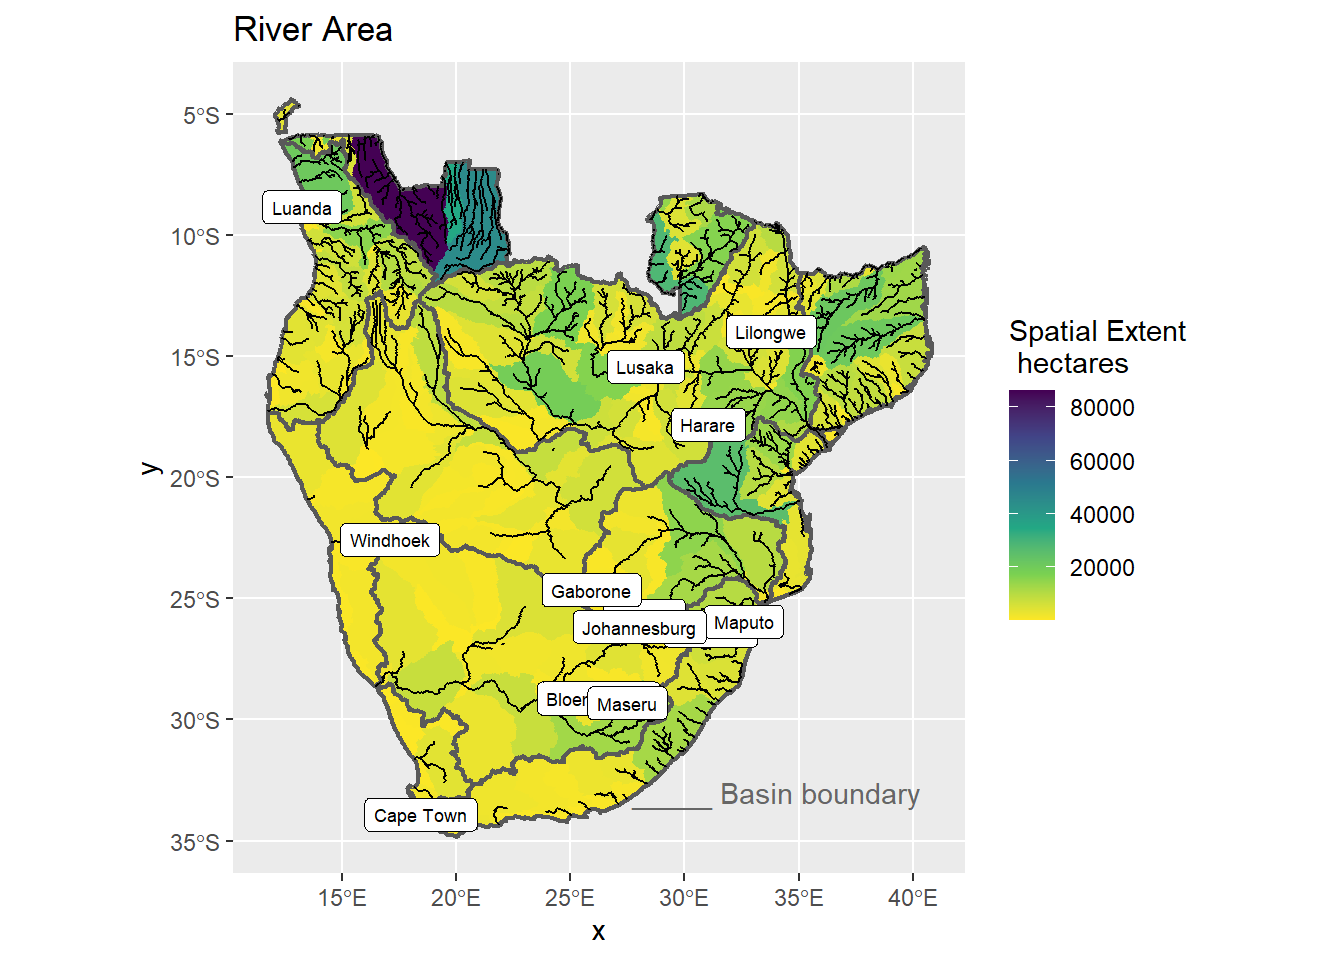 River Area
5°S
10°S
15°S
20°S
25°S
30°S
35°S
y
Luanda
Lilongwe
Lusaka
Harare
Windhoek
Gaborone
Johannesburg
Maputo
Maseru
Cape Town
Basin boundary
15°E
20°E
25°E
30°E
35°E
40°E
x
Spatial Extent
hectares
80000
60000
40000
20000